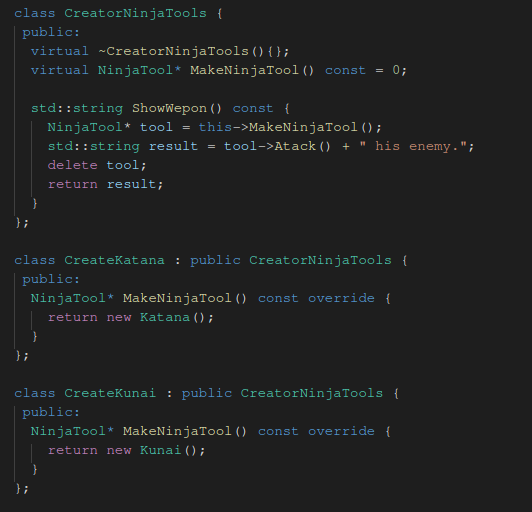 class CreatorNinjaTools {
 public:
  virtual ~CreatorNinjaTools(){};
  virtual NinjaTool* MakeNinjaTool() const = 0;

  std::string ShowWepon() const {
    NinjaTool* tool = this->MakeNinjaTool();
    std::string result = tool->Atack() + " his enemy.";
    delete tool;
    return result;
  }
};

class CreateKatana : public CreatorNinjaTools {
 public:
  NinjaTool* MakeNinjaTool() const override {
    return new Katana();
  }
};

class CreateKunai : public CreatorNinjaTools {
 public:
  NinjaTool* MakeNinjaTool() const override {
    return new Kunai();
  }
};